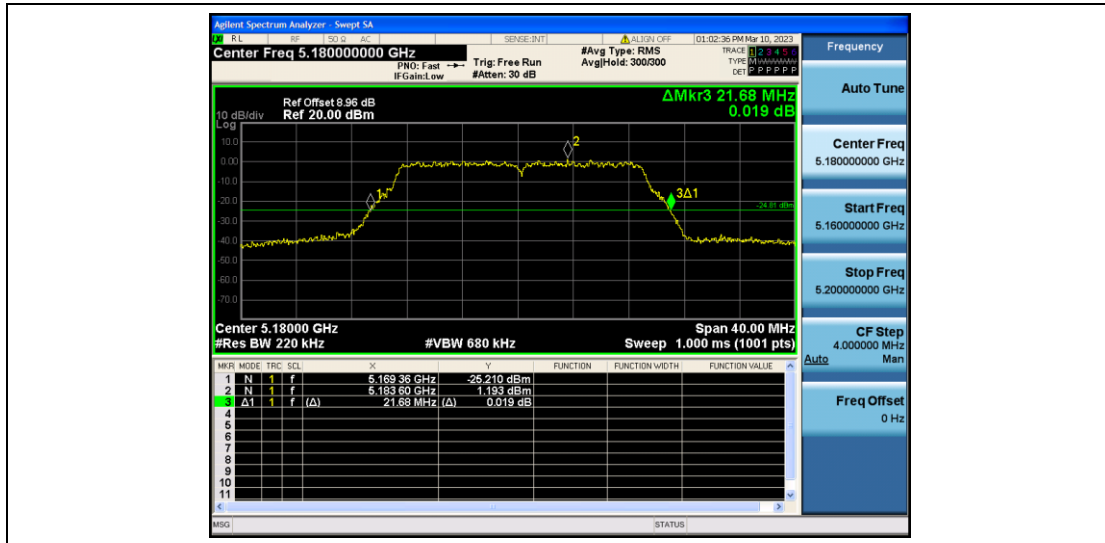 Agilent Spectrum Analyzer - Swept SA
RL RF 50 Ω AC SENSE:INT ALIGN OFF 01:02:36 PM Mar 10, 2023
Center Freq 5.180000000 GHz
PNO: Fast
IFGain:Low
Trig: Free Run
#Atten: 30 dB
#Avg Type: RMS
Avg|Hold: 300/300
TRACE 1 2 3 4 5 6
TYPE MWWWWW
DET P P P P P P
ΔMkr3 21.68 MHz
0.019 dB
Ref Offset 8.96 dB
10 dB/div Ref 20.00 dBm
Log
10.0
0.00
-10.0
-20.0
-30.0
-40.0
-50.0
-60.0
-70.0
1
2
3Δ1
-24.81 dBm
Center 5.18000 GHz Span 40.00 MHz
#Res BW 220 kHz #VBW 680 kHz Sweep 1.000 ms (1001 pts)
MKR MODE TRC SCL X Y FUNCTION FUNCTION WIDTH FUNCTION VALUE
1 N 1 f 5.169 36 GHz -25.210 dBm
2 N 1 f 5.183 60 GHz 1.193 dBm
3 Δ1 1 f (Δ) 21.68 MHz (Δ) 0.019 dB
4
5
6
7
8
9
10
11
MSG STATUS
Frequency
Auto Tune
Center Freq
5.180000000 GHz
Start Freq
5.160000000 GHz
Stop Freq
5.200000000 GHz
CF Step
4.000000 MHz
Auto Man
Freq Offset
0 Hz